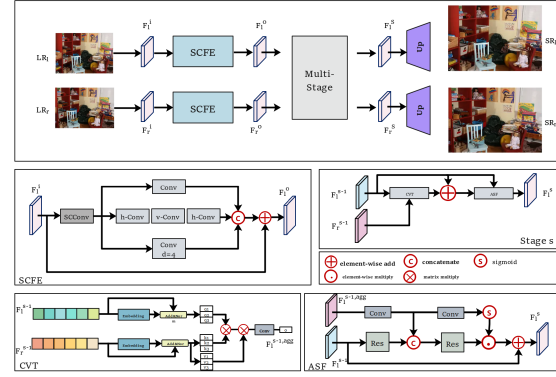 F_l^i
F_l^o
F_l^S
LR_l
SCFE
Up
SR_l
Multi-
Stage
LR_r
SCFE
Up
SR_r
F_r^i
F_r^o
F_r^S
F_l^i
F_l^o
Conv
SCConv
h-Conv
v-Conv
h-Conv
C
Conv
d=4
SCFE
F_l^{s-1}
CVT
ASF
F_l^S
F_r^{s-1}
Stage s
element-wise add
C
concatenate
S
sigmoid
element-wise multiply
matrix multiply
F_l^{s-1}
Embedding
F_r^{s-1}
Embedding
Conv
F_l^{s-1,agg}
CVT
F_l^{s-1,agg}
Conv
Conv
S
F_l^{s-1}
Res
C
Res
F_l^S
ASF